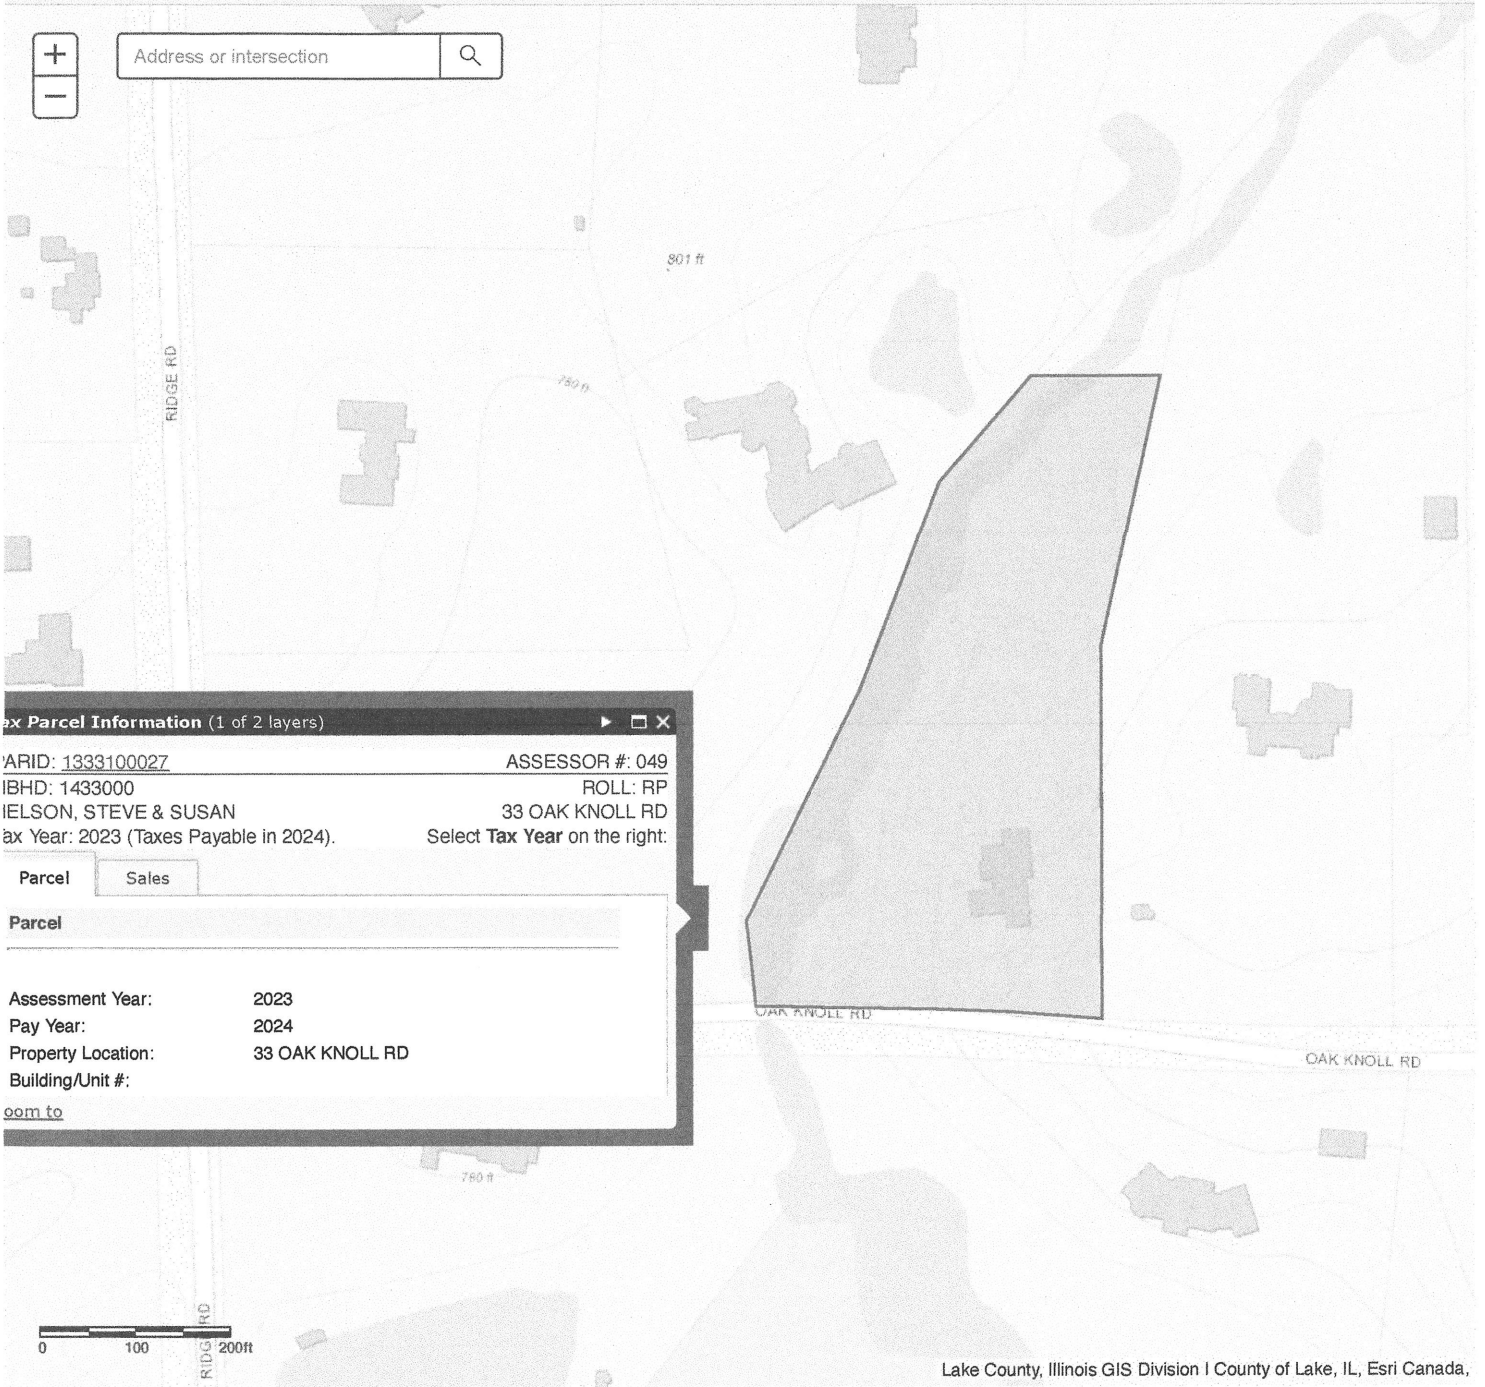 +
Address or intersection
−
801 ft
RIDGE RD
780 ft
ax Parcel Information (1 of 2 layers)
ARID: 1333100027 ASSESSOR #: 049
BHD: 1433000 ROLL: RP
IELSON, STEVE & SUSAN 33 OAK KNOLL RD
ax Year: 2023 (Taxes Payable in 2024). Select Tax Year on the right:
Parcel Sales
Parcel
Assessment Year: 2023
Pay Year: 2024
Property Location: 33 OAK KNOLL RD
Building/Unit #:
oom to
OAK KNOLL RD
OAK KNOLL RD
780 ft
RIDGE RD
0 100 200ft
Lake County, Illinois GIS Division | County of Lake, IL, Esri Canada,